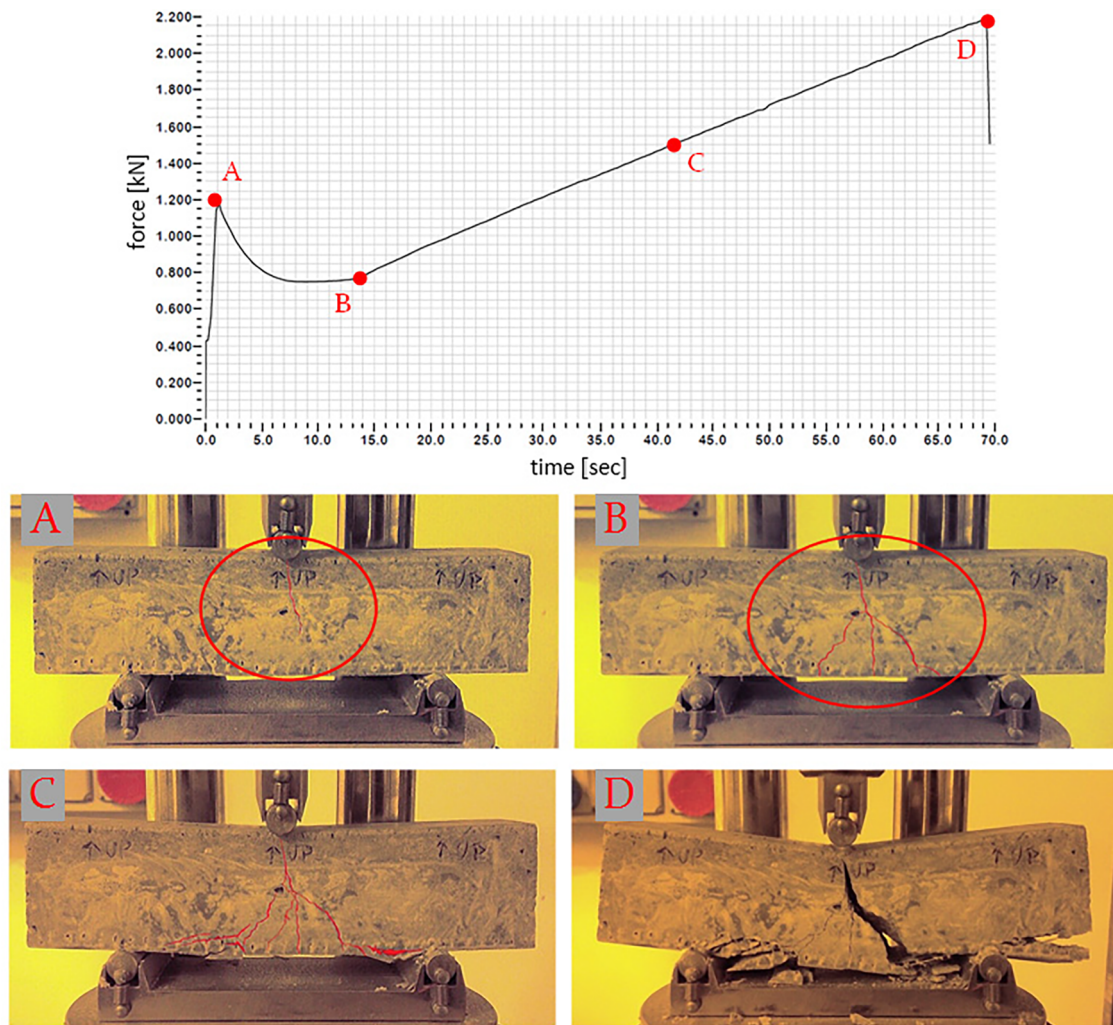 2.200
2.000
1.800
1.600
1.400
1.200
1.000
0.800
0.600
0.400
0.200
0.000
force [kN]
A
B
C
D
0.0 5.0 10.0 15.0 20.0 25.0 30.0 35.0 40.0 45.0 50.0 55.0 60.0 65.0 70.0
time [sec]
A
↑ UP ↑ UP ↑ UP
B
↑ UP ↑ UP ↑ UP
C
↑ UP ↑ UP ↑ UP
D
↑ UP ↑ UP ↑ UP